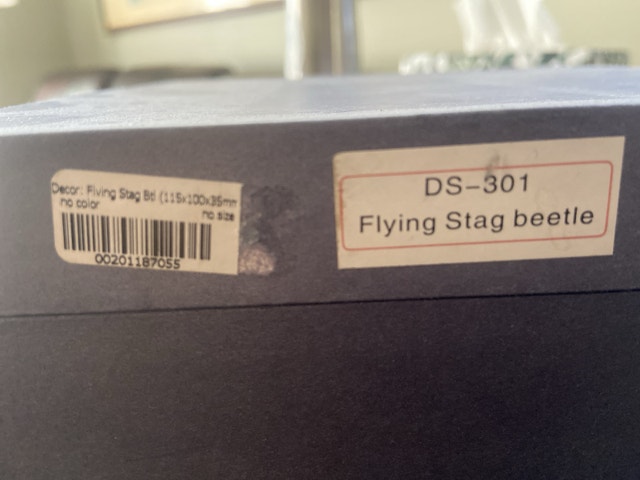 Decor: Flying Stag Btl (115x100x35mm
no color
no size
00201187055
DS-301
Flying Stag beetle